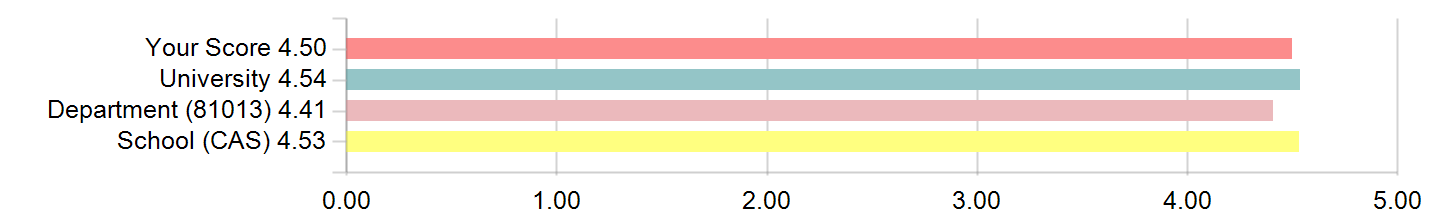 Your Score 4.50
University 4.54
Department (81013) 4.41
School (CAS) 4.53
0.00 1.00 2.00 3.00 4.00 5.00